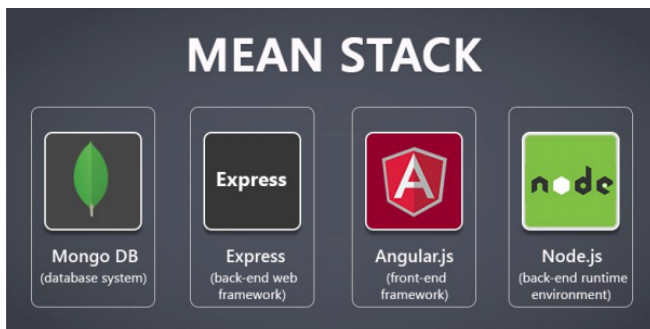 MEAN STACK
Express
A
node
Mongo DB
(database system)
Express
(back-end web
framework)
Angular.js
(front-end
framework)
Node.js
(back-end runtime
environment)